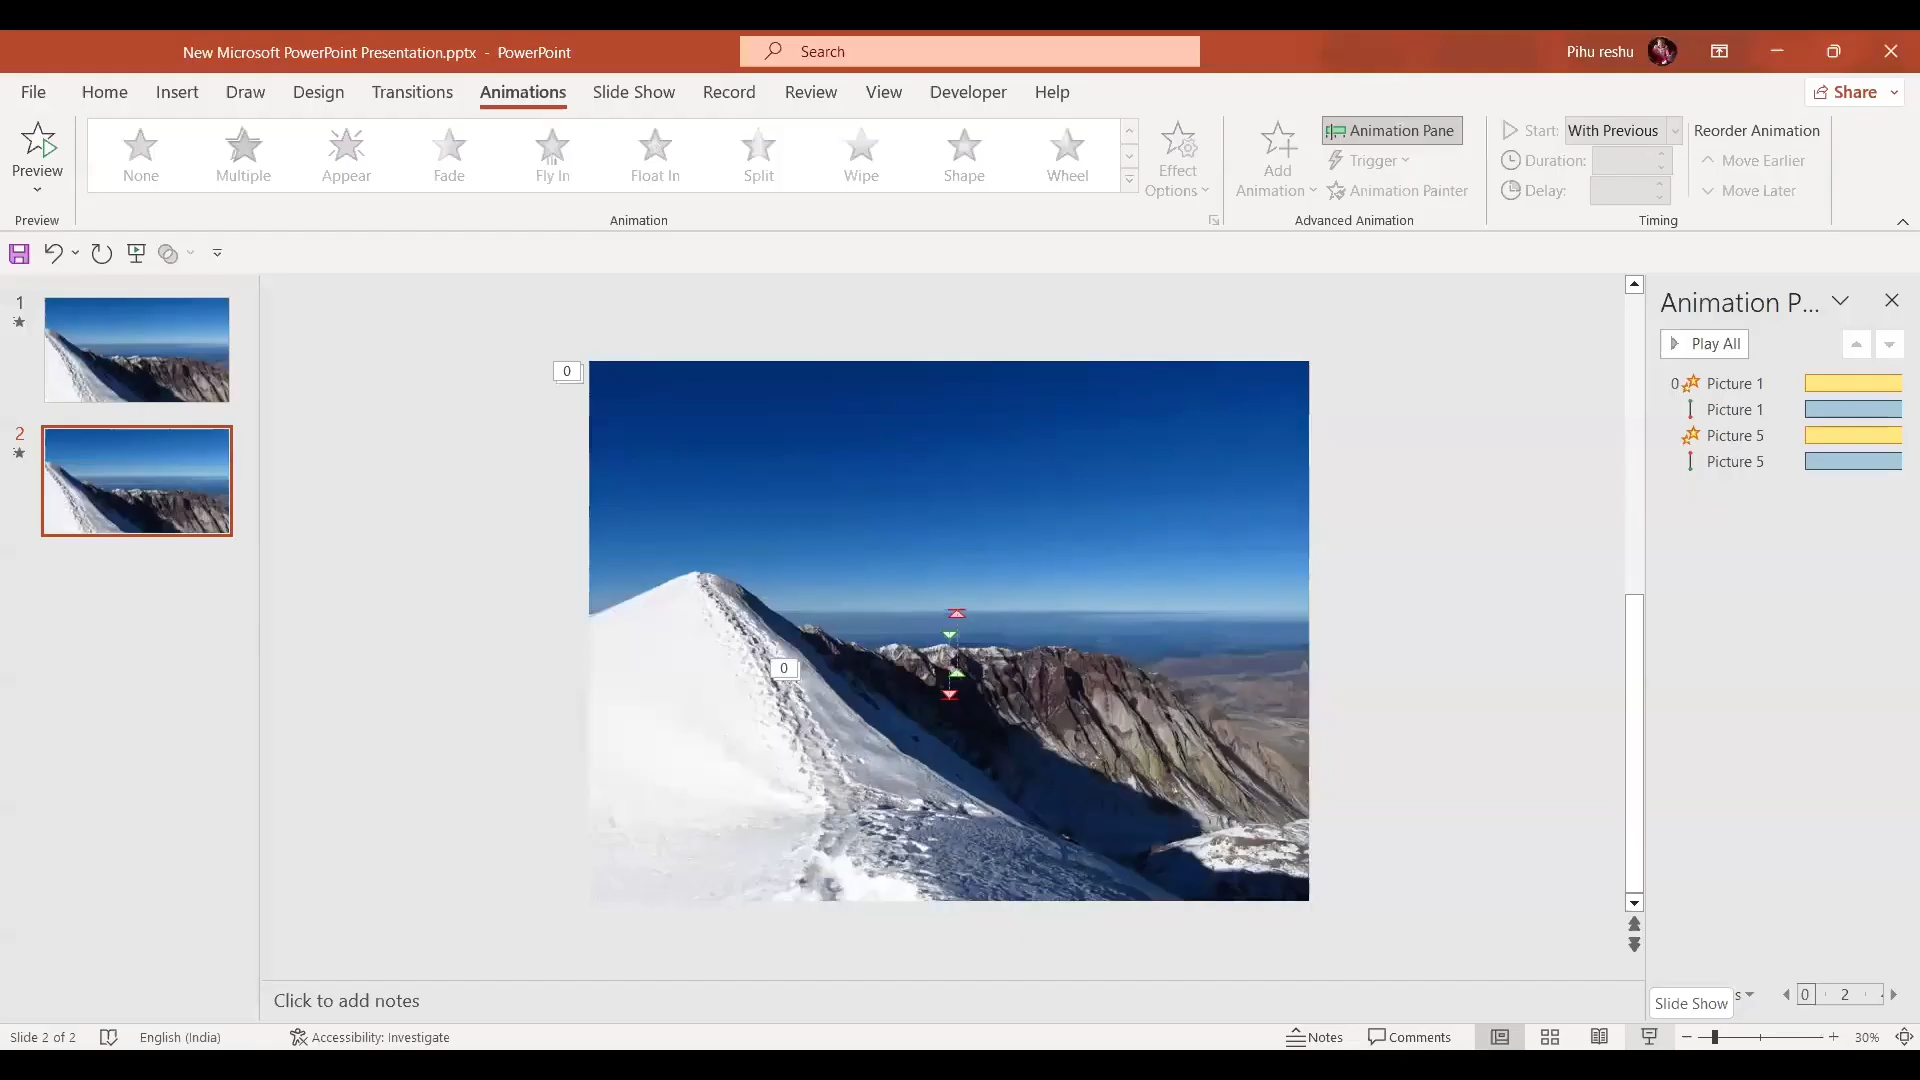 New Microsoft PowerPoint Presentation.pptx - PowerPoint
Search
Pihu reshu
File Home Insert Draw Design Transitions Animations Slide Show Record Review View Developer Help
Share
Preview
Preview
None Multiple Appear Fade Fly In Float In Split Wipe Shape Wheel
Animation
Effect
Options
Add
Animation
Animation Pane
Trigger
Animation Painter
Advanced Animation
Start: With Previous
Duration:
Delay:
Reorder Animation
Move Earlier
Move Later
Timing
1
2
0
0
Animation P...
Play All
0 Picture 1
Picture 1
Picture 5
Picture 5
s 0 2
Slide Show
Click to add notes
Slide 2 of 2
English (India)
Accessibility: Investigate
Notes
Comments
30%